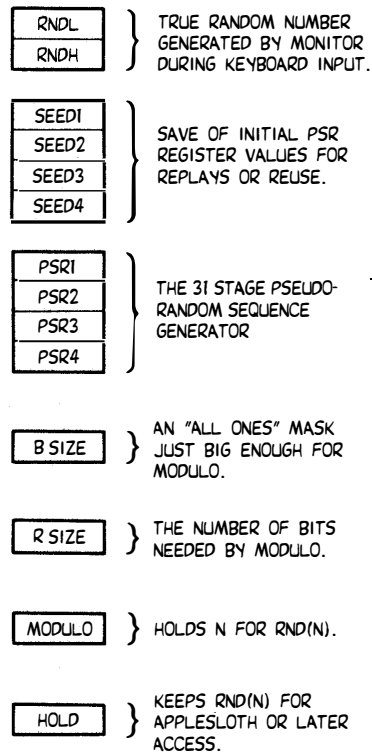 RNDL
RNDH
TRUE RANDOM NUMBER
GENERATED BY MONITOR
DURING KEYBOARD INPUT.
SEED1
SEED2
SEED3
SEED4
SAVE OF INITIAL PSR
REGISTER VALUES FOR
REPLAYS OR REUSE.
PSR1
PSR2
PSR3
PSR4
THE 31 STAGE PSEUDO-
RANDOM SEQUENCE
GENERATOR
B SIZE
AN "ALL ONES" MASK
JUST BIG ENOUGH FOR
MODULO.
R SIZE
THE NUMBER OF BITS
NEEDED BY MODULO.
MODULO
HOLDS N FOR RND(N).
HOLD
KEEPS RND(N) FOR
APPLESLOTH OR LATER
ACCESS.